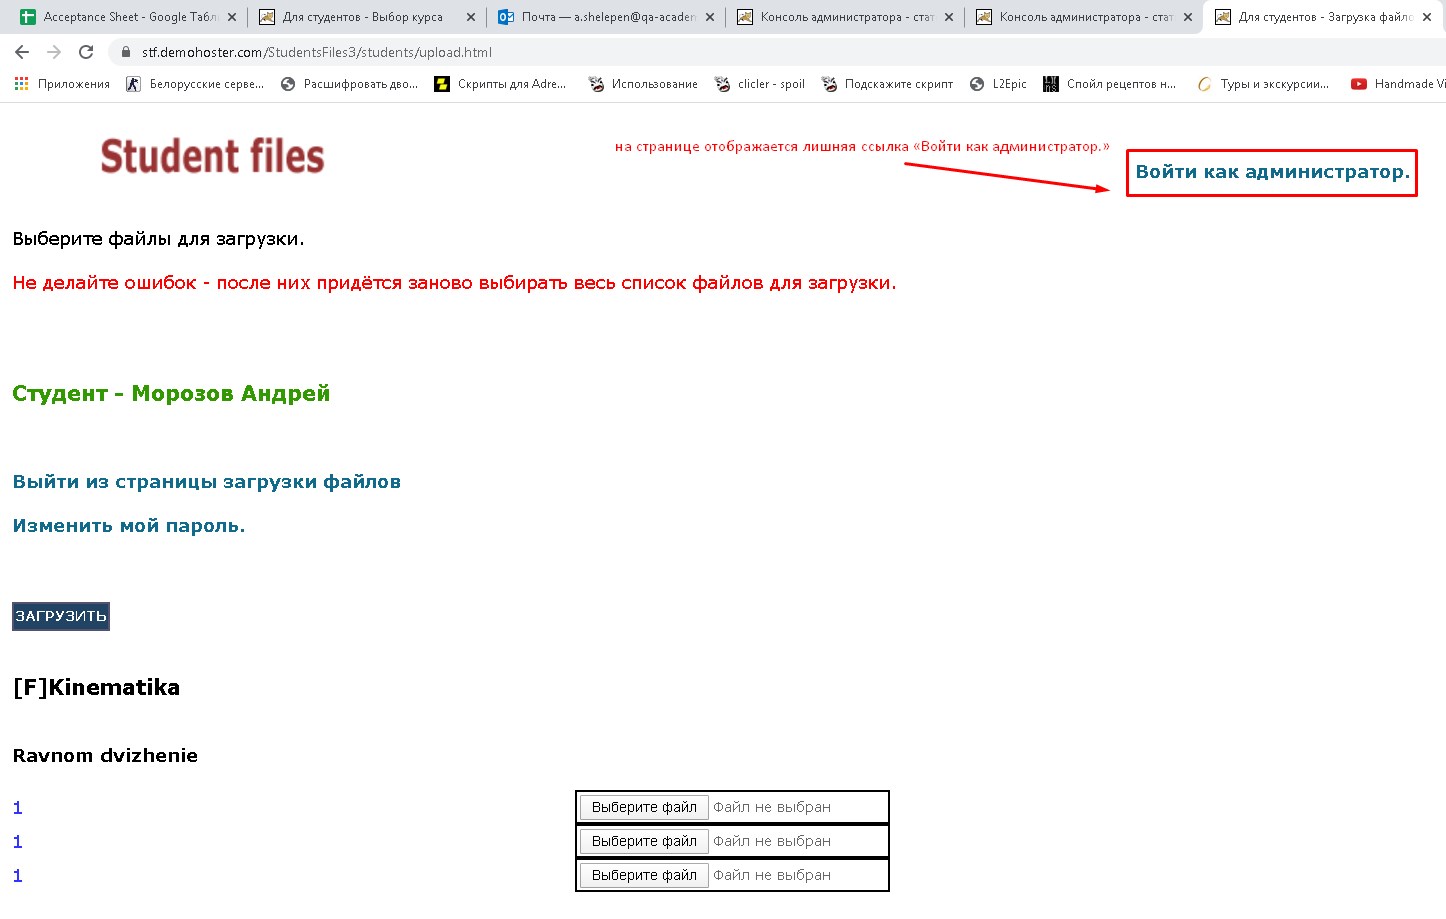 Acceptance Sheet - Google Табл
Для студентов - Выбор курса
Почта — a.shelepen@qa-academ
Консоль администратора - стат
Консоль администратора - стат
Для студентов - Загрузка файло
stf.demohoster.com/StudentsFiles3/students/upload.html
Приложения
Белорусские серве...
Расшифровать дво...
Скрипты для Adre...
Использование
clicler - spoil
Подскажите скрипт
L2Epic
Спойл рецептов н...
Туры и экскурсии...
Handmade Vi
Student files
на странице отображается лишняя ссылка «Войти как администратор.»
Войти как администратор.
Выберите файлы для загрузки.
Не делайте ошибок - после них придётся заново выбирать весь список файлов для загрузки.
Студент - Морозов Андрей
Выйти из страницы загрузки файлов
Изменить мой пароль.
ЗАГРУЗИТЬ
[F]Kinematika
Ravnom dvizhenie
1 Выберите файл Файл не выбран
1 Выберите файл Файл не выбран
1 Выберите файл Файл не выбран